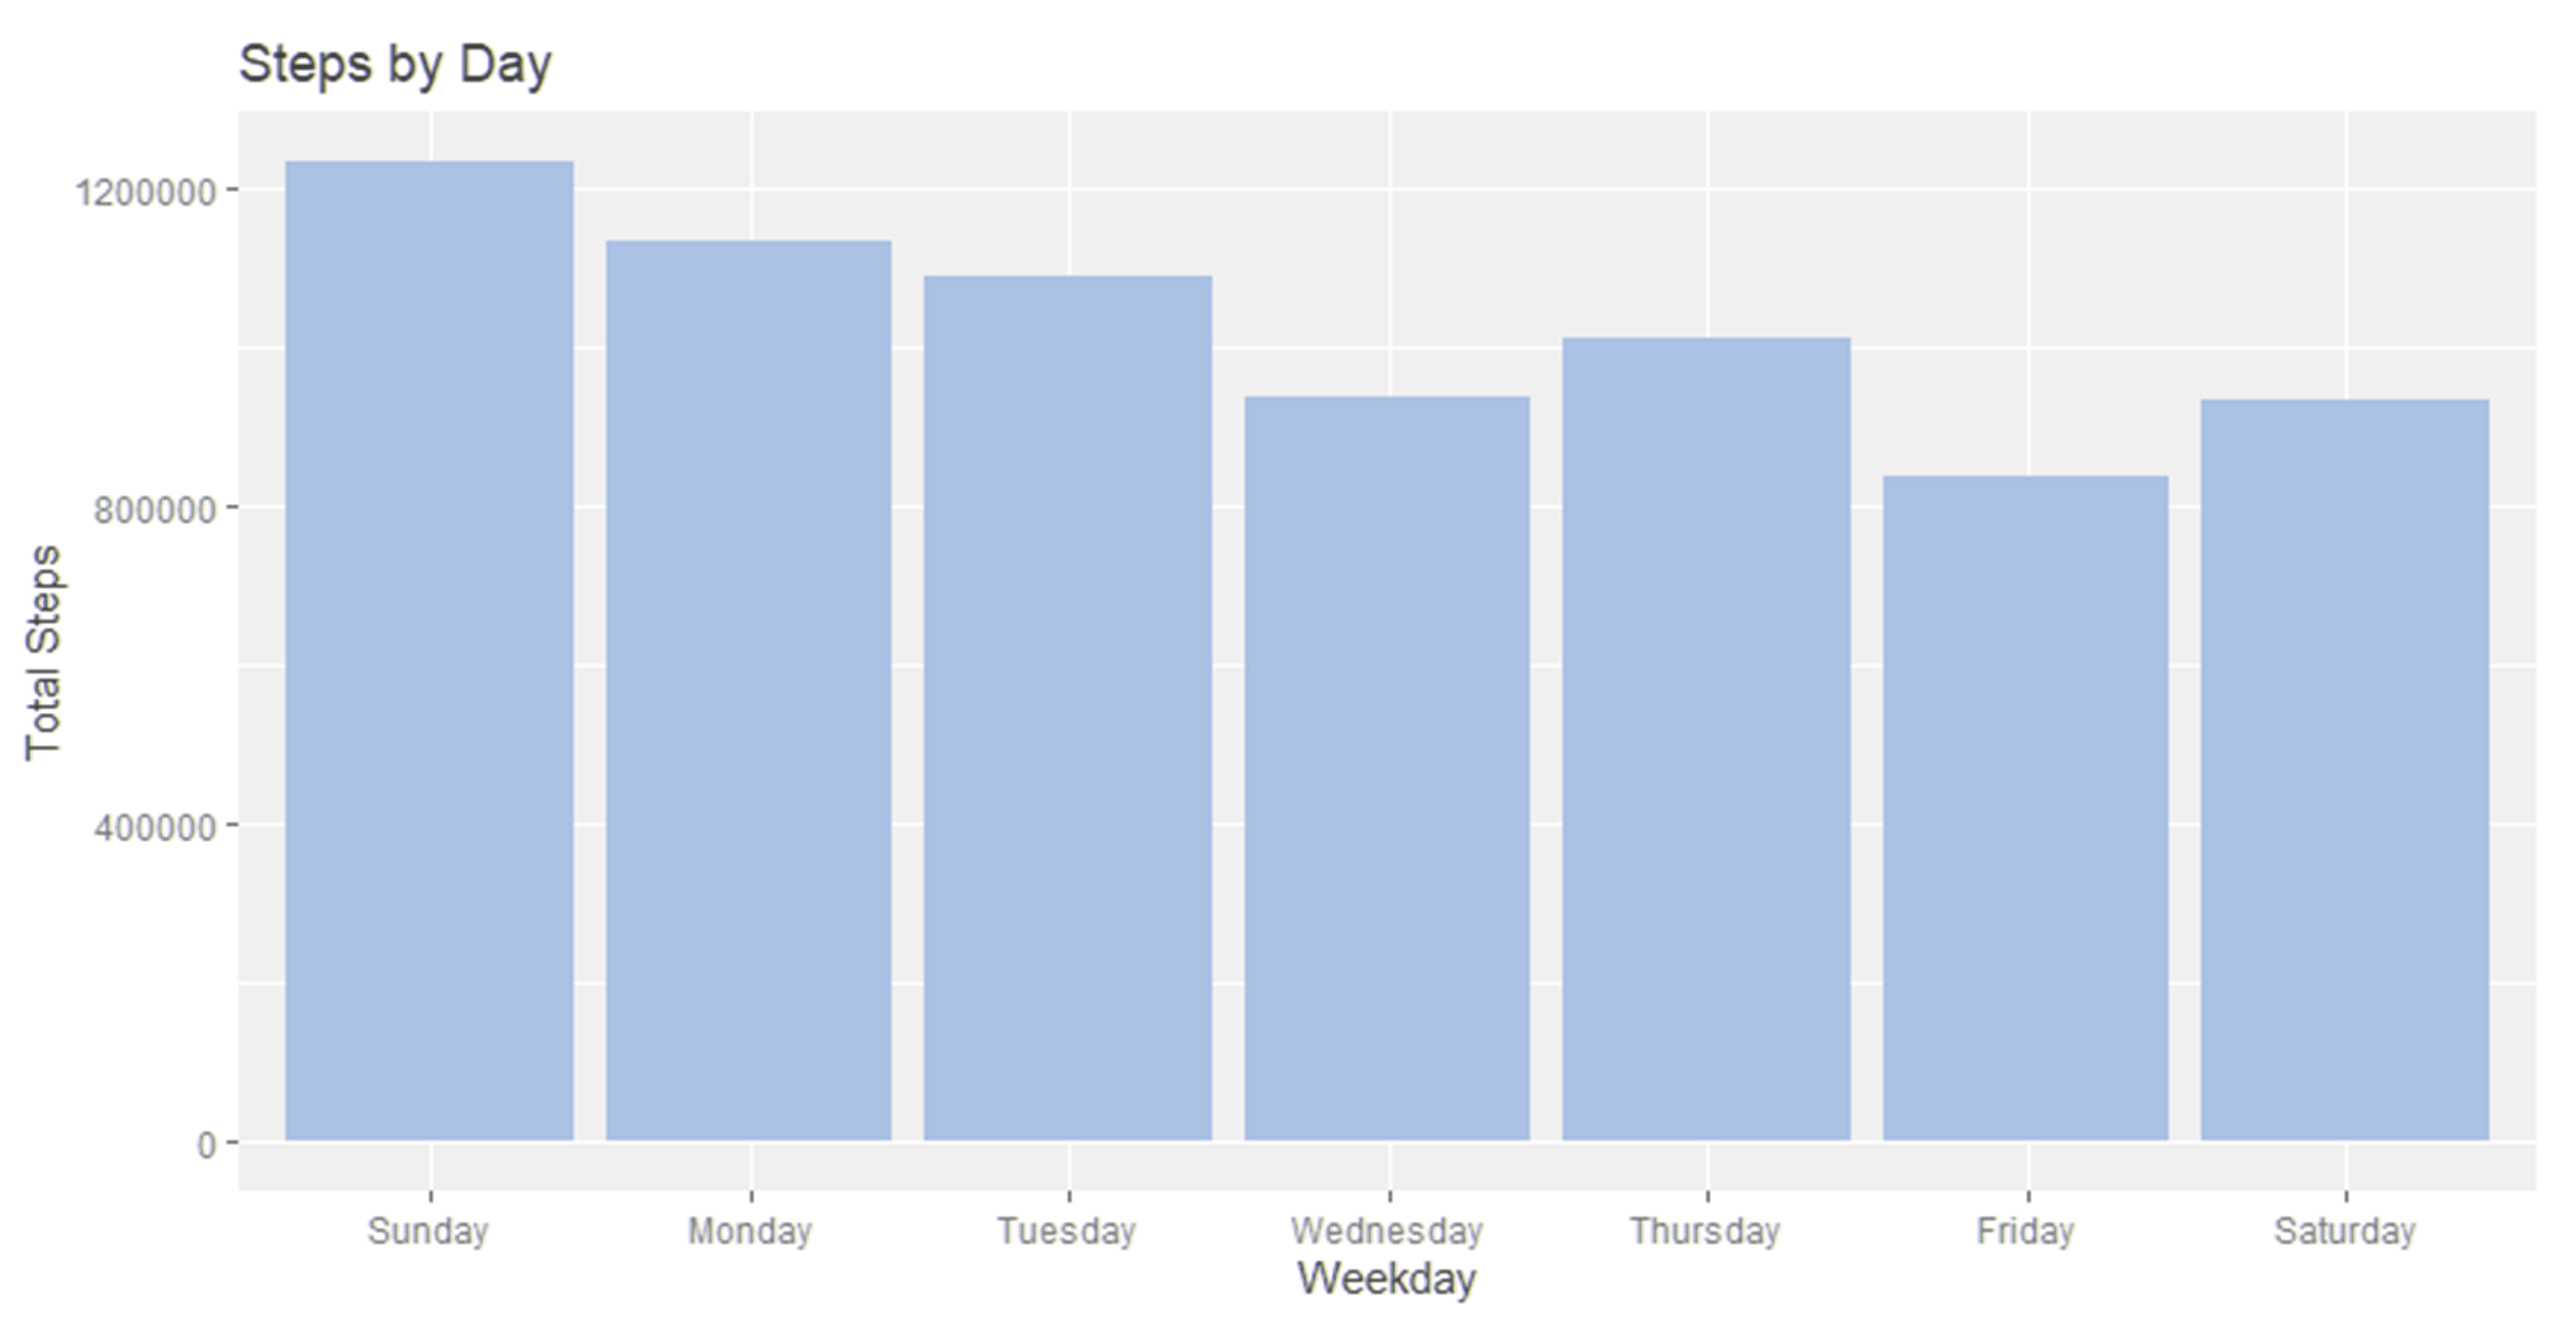 Steps by Day
1200000
800000
400000
0
Total Steps
Sunday Monday Tuesday Wednesday Thursday Friday Saturday
Weekday